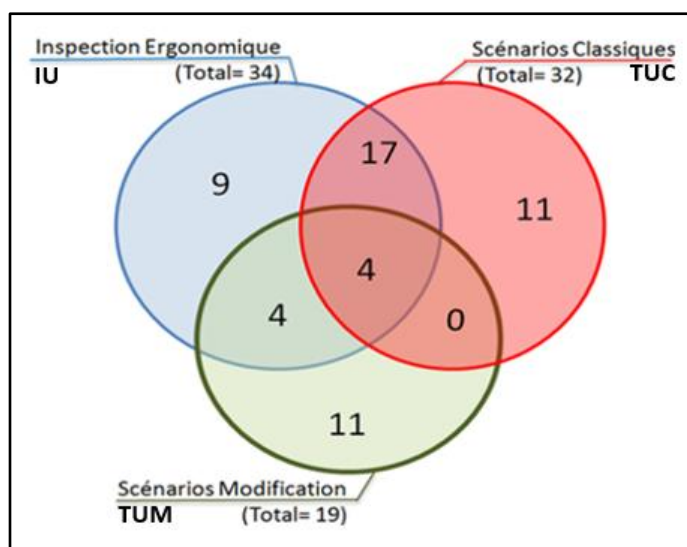 Inspection Ergonomique
IU (Total= 34)
Scénarios Classiques
(Total= 32) TUC
17
9
11
4
4
0
11
Scénarios Modification
TUM (Total= 19)